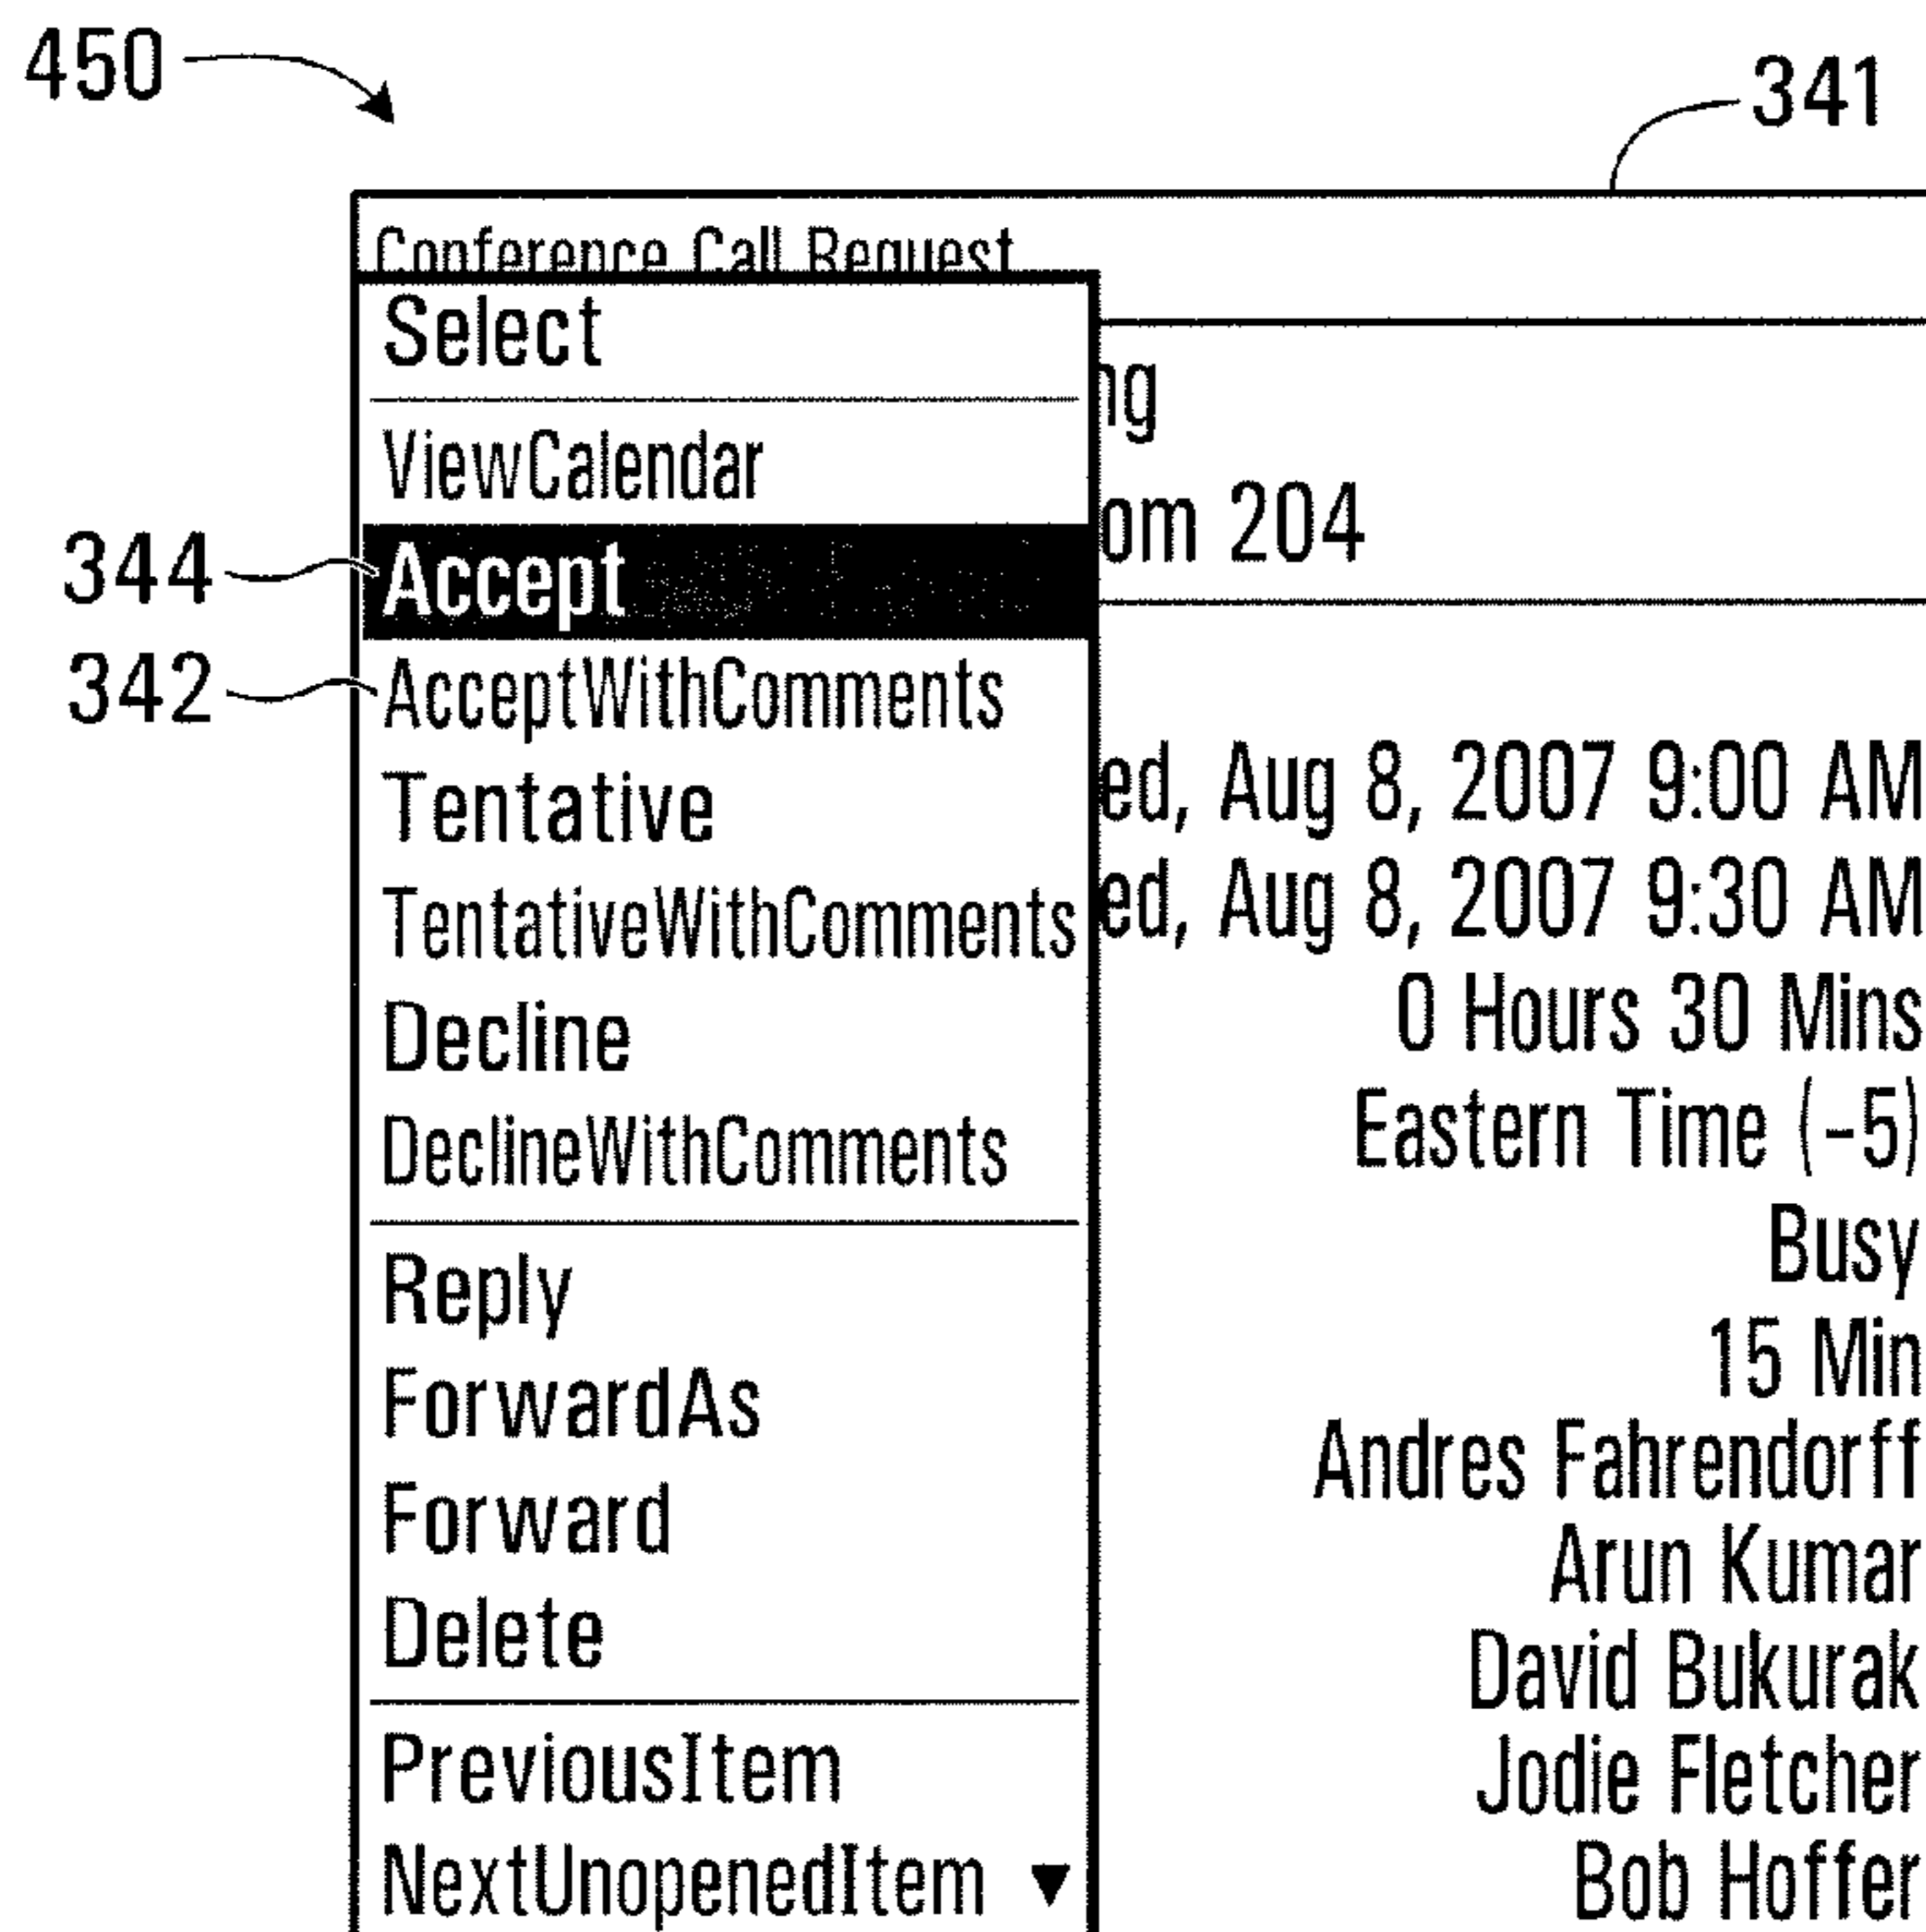 450
341
Conference Call Request
Select
ng
ViewCalendar
om 204
344
Accept
342
AcceptWithComments
Tentative
ed, Aug 8, 2007 9:00 AM
TentativeWithComments
ed, Aug 8, 2007 9:30 AM
Decline
0 Hours 30 Mins
DeclineWithComments
Eastern Time (-5)
Busy
Reply
15 Min
ForwardAs
Andres Fahrendorff
Forward
Arun Kumar
Delete
David Bukurak
PreviousItem
Jodie Fletcher
NextUnopenedItem ▼
Bob Hoffer